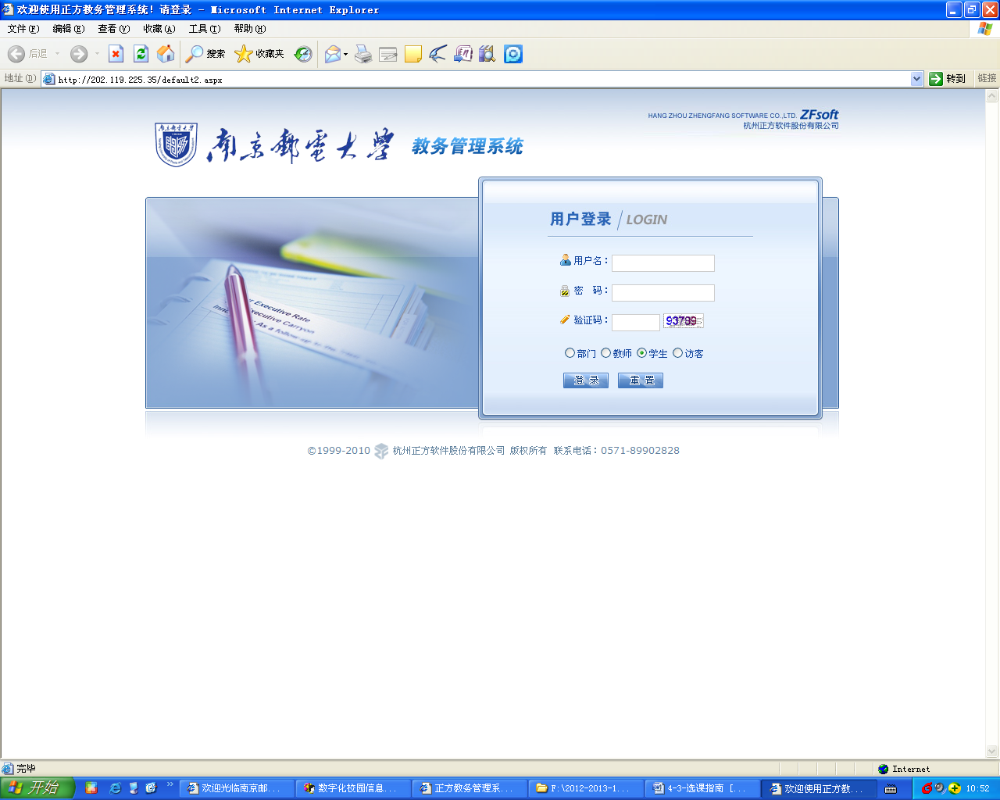 欢迎使用正方教务管理系统！请登录 - Microsoft Internet Explorer
文件(F) 编辑(E) 查看(V) 收藏(A) 工具(T) 帮助(H)
后退 搜索 收藏夹
地址(D) http://202.119.225.35/default2.aspx 转到 链接
HANG ZHOU ZHENGFANG SOFTWARE CO.,LTD. ZFsoft
杭州正方软件股份有限公司
南京邮电大学
南京郵電大學 教务管理系统
用户登录 / LOGIN
用户名：
密 码：
验证码： 93789
部门 教师 学生 访客
登 录 重 置
Executive Rate
Executive Carryon
As a follow-up to the
©1999-2010 杭州正方软件股份有限公司 版权所有 联系电话：0571-89902828
完毕 Internet
开始 » 欢迎光临南京邮... 数字化校园信息... 正方教务管理系... F:\2012-2013-1... 4-3-选课指南 [... 欢迎使用正方教... 10:52